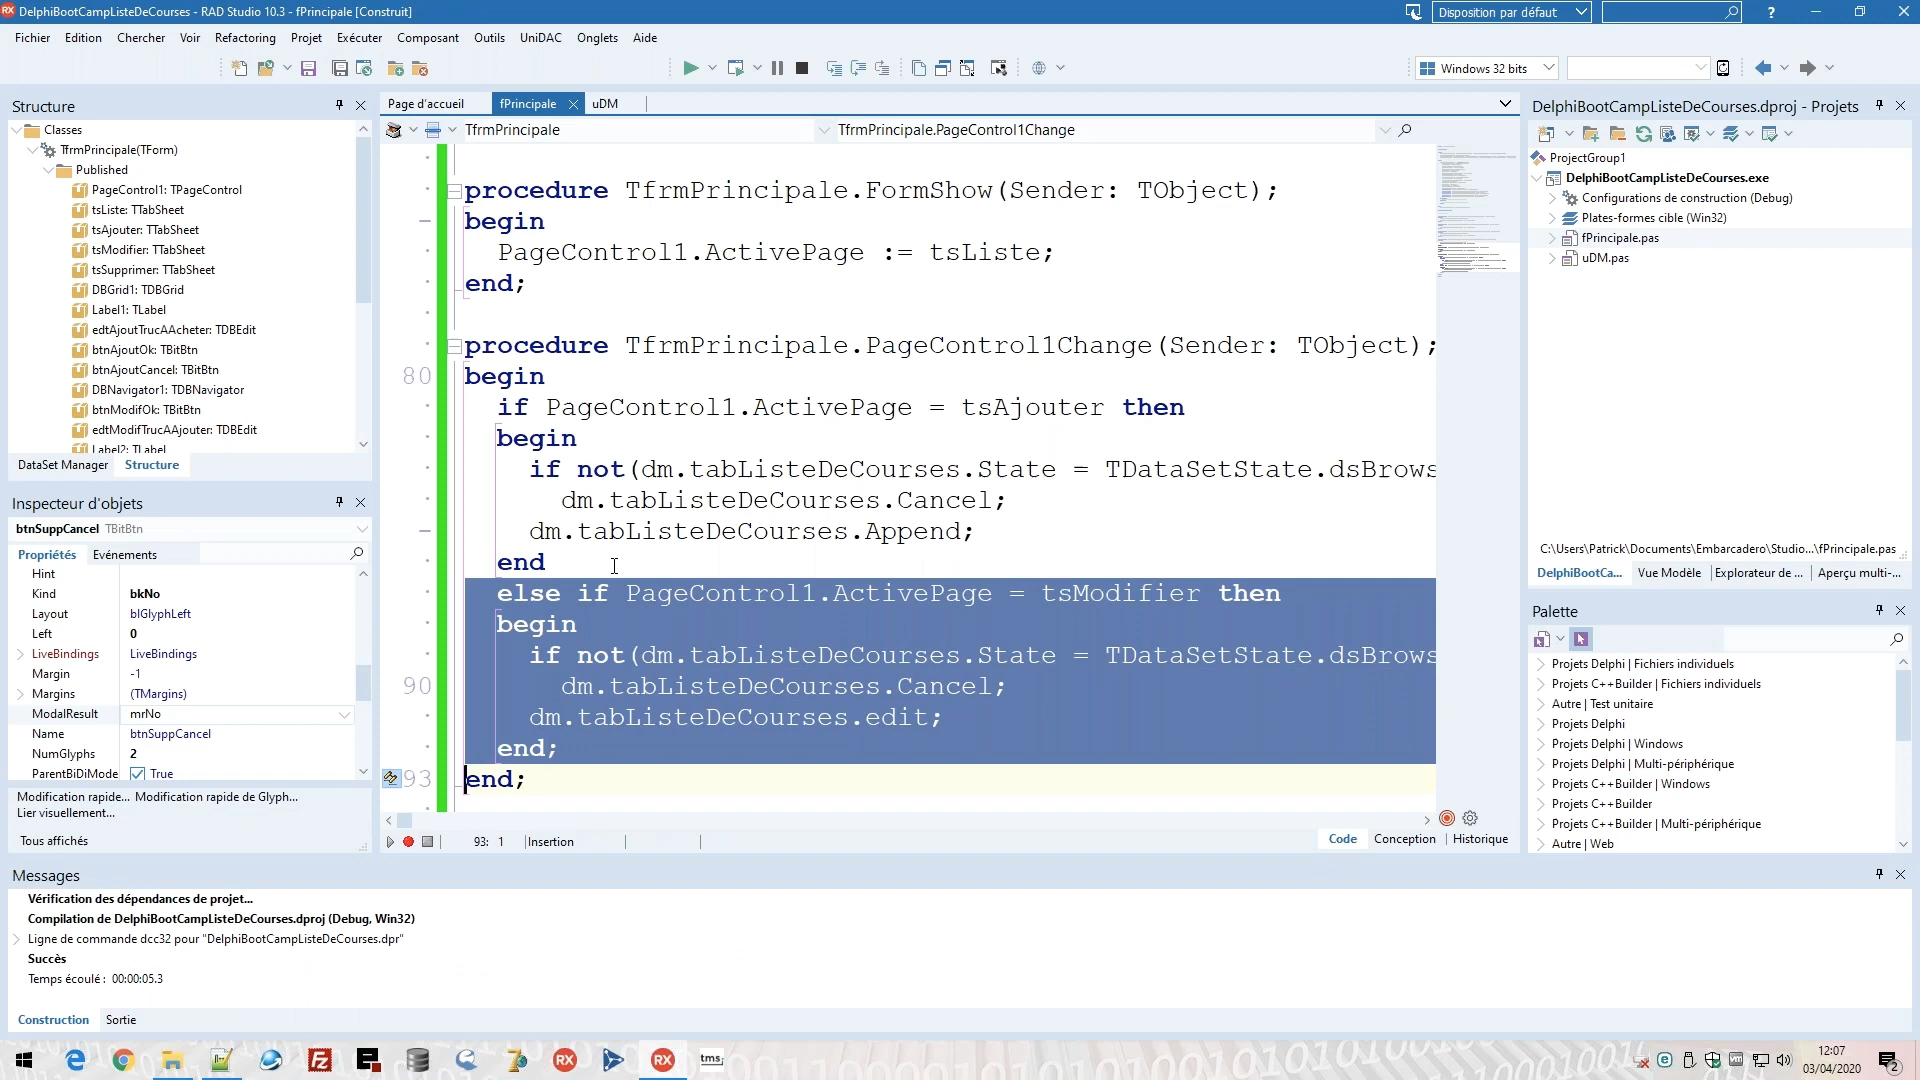 DelphiBootCampListeDeCourses - RAD Studio 10.3 - fPrincipale [Construit]
Disposition par défaut
?
Fichier Edition Chercher Voir Refactoring Projet Exécuter Composant Outils UniDAC Onglets Aide
Windows 32 bits
Structure
Classes
TfrmPrincipale(TForm)
Published
PageControl1: TPageControl
tsListe: TTabSheet
tsAjouter: TTabSheet
tsModifier: TTabSheet
tsSupprimer: TTabSheet
DBGrid1: TDBGrid
Label1: TLabel
edtAjoutTrucAAcheter: TDBEdit
btnAjoutOk: TBitBtn
btnAjoutCancel: TBitBtn
DBNavigator1: TDBNavigator
btnModifOk: TBitBtn
edtModifTrucAAjouter: TDBEdit
Label2: TLabel
DataSet Manager Structure
Inspecteur d'objets
btnSuppCancel TBitBtn
Propriétés Evénements
Hint
Kind bkNo
Layout blGlyphLeft
Left 0
LiveBindings LiveBindings
Margin -1
Margins (TMargins)
ModalResult mrNo
Name btnSuppCancel
NumGlyphs 2
ParentBiDiMode True
Modification rapide... Modification rapide de Glyph...
Lier visuellement...
Tous affichés
Page d'accueil fPrincipale uDM
TfrmPrincipale TfrmPrincipale.PageControl1Change
procedure TfrmPrincipale.FormShow(Sender: TObject);
begin
PageControl1.ActivePage := tsListe;
end;
procedure TfrmPrincipale.PageControl1Change(Sender: TObject);
80 begin
if PageControl1.ActivePage = tsAjouter then
begin
if not(dm.tabListeDeCourses.State = TDataSetState.dsBrows
dm.tabListeDeCourses.Cancel;
dm.tabListeDeCourses.Append;
end
else if PageControl1.ActivePage = tsModifier then
begin
if not(dm.tabListeDeCourses.State = TDataSetState.dsBrows
90 dm.tabListeDeCourses.Cancel;
dm.tabListeDeCourses.edit;
end;
93 end;
93: 1 Insertion
Code Conception Historique
DelphiBootCampListeDeCourses.dproj - Projets
ProjectGroup1
DelphiBootCampListeDeCourses.exe
Configurations de construction (Debug)
Plates-formes cible (Win32)
fPrincipale.pas
uDM.pas
C:\Users\Patrick\Documents\Embarcadero\Studio...\fPrincipale.pas
DelphiBootCa... Vue Modèle Explorateur de ... Aperçu multi-...
Palette
Projets Delphi | Fichiers individuels
Projets C++Builder | Fichiers individuels
Autre | Test unitaire
Projets Delphi
Projets Delphi | Windows
Projets Delphi | Multi-périphérique
Projets C++Builder | Windows
Projets C++Builder
Projets C++Builder | Multi-périphérique
Autre | Web
Messages
Vérification des dépendances de projet...
Compilation de DelphiBootCampListeDeCourses.dproj (Debug, Win32)
Ligne de commande dcc32 pour "DelphiBootCampListeDeCourses.dpr"
Succès
Temps écoulé : 00:00:05.3
Construction Sortie
RX RX tms
12:07
03/04/2020
2